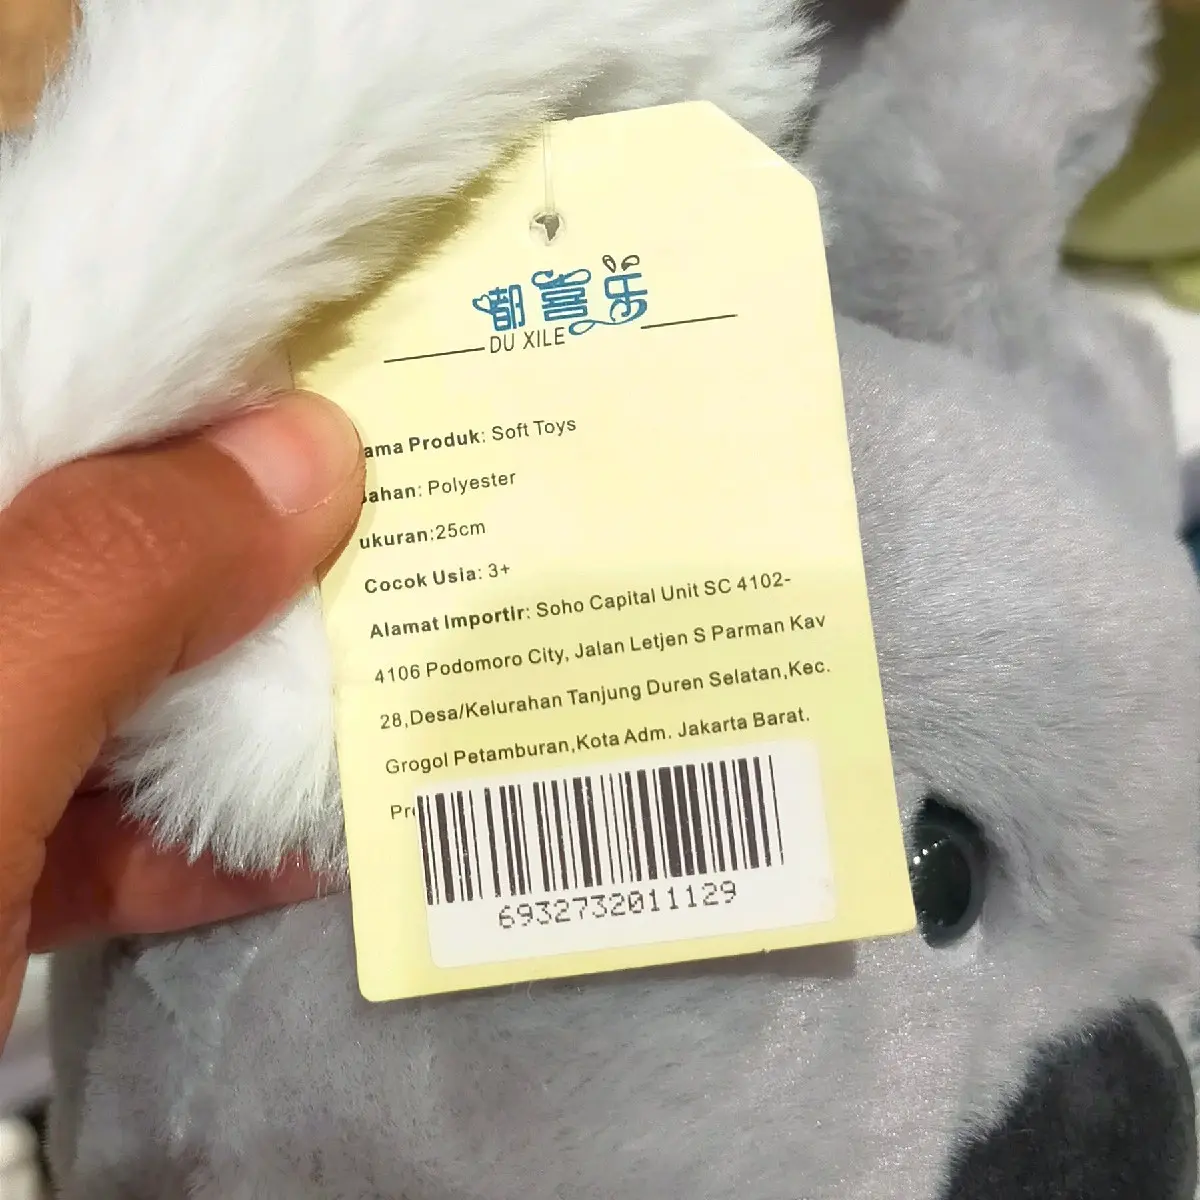 都喜乐
DU XILE
ama Produk: Soft Toys
ahan: Polyester
ukuran:25cm
Cocok Usia: 3+
Alamat Importir: Soho Capital Unit SC 4102-
4106 Podomoro City, Jalan Letjen S Parman Kav
28,Desa/Kelurahan Tanjung Duren Selatan,Kec.
Grogol Petamburan,Kota Adm. Jakarta Barat.
6932732011129